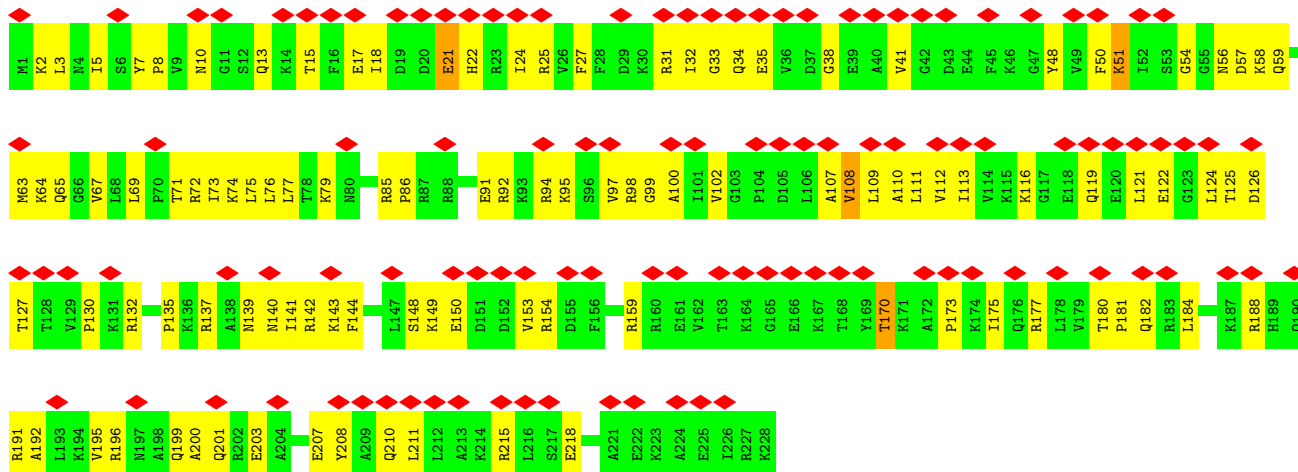 M1 K2 L3 N4 I5 S6 Y7 P8 V9 N10 G11 S12 Q13 K14 T15 F16 E17 I18 D19 D20 E21 H22 R23 I24 R25 V26 F27 F28 D29 K30 R31 I32 G33 Q34 E35 V36 D37 G38 E39 A40 V41 G42 D43 E44 F45 K46 G47 Y48 V49 F50 K51 I52 S53 G54 G55 N56 D57 K58 Q59
M63 K64 Q65 G66 V67 L68 L69 P70 T71 R72 I73 K74 L75 L76 L77 T78 K79 N80 R85 P86 R87 R88 E91 R92 K93 R94 K95 S96 V97 R98 G99 A100 I101 V102 G103 P104 D105 L106 A107 V108 L109 A110 L111 V112 I113 V114 K115 K116 G117 E118 Q119 E120 L121 E122 G123 L124 T125 D126
T127 T128 V129 P130 K131 R132 P135 K136 R137 A138 N139 N140 I141 R142 K143 F144 L147 S148 K149 E150 D151 D152 V153 R154 D155 F156 R159 R160 E161 V162 T163 K164 G165 E166 K167 T168 Y169 T170 K171 A172 P173 K174 I175 Q176 R177 L178 V179 T180 P181 Q182 R183 L184 K187 R188 H189 Q190
R191 A192 L193 K194 V195 R196 N197 A198 Q199 A200 Q201 R202 E203 A204 E207 Y208 A209 Q210 L211 L212 A213 K214 R215 L216 S217 E218 A221 E222 K223 A224 E225 I226 R227 K228